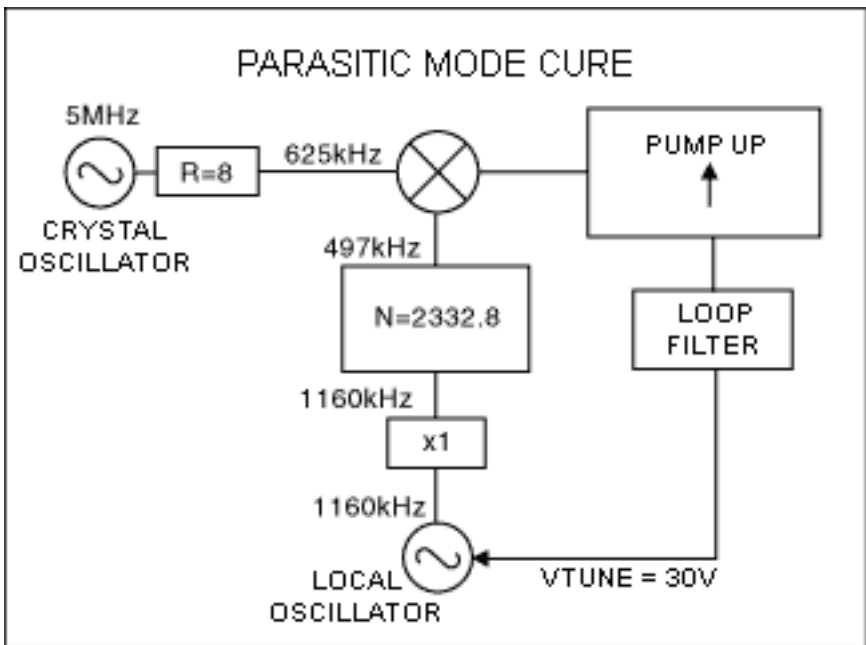 PARASITIC MODE CURE
5MHz
R=8
625kHz
CRYSTAL
OSCILLATOR
PUMP UP
497kHz
N=2332.8
LOOP
FILTER
1160kHz
x1
1160kHz
LOCAL
OSCILLATOR
VTUNE = 30V